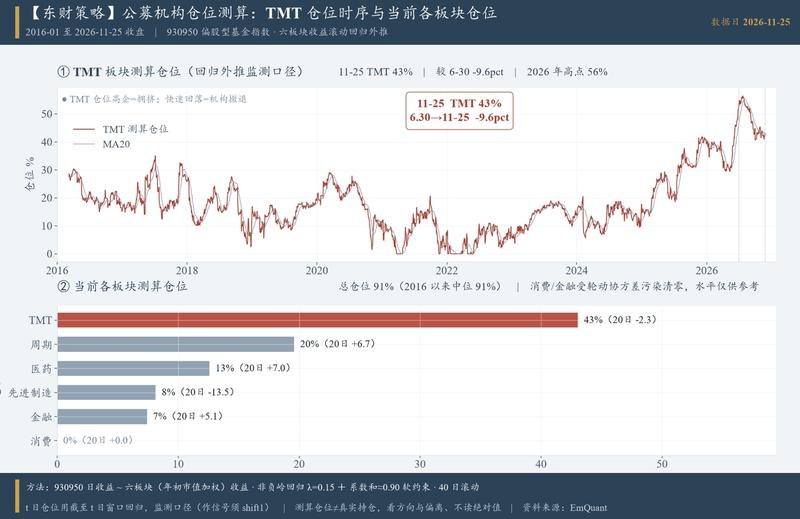 【东财策略】公募机构仓位测算：TMT 仓位时序与当前各板块仓位
2016-01 至 2026-11-25 收盘 | 930950 偏股型基金指数 · 六板块收益滚动回归外推
数据日 2026-11-25
① TMT 板块测算仓位（回归外推监测口径）
11-25 TMT 43% | 较 6-30 -9.6pct | 2026 年高点 56%
● TMT 仓位高企=拥挤；快速回落=机构撤退
TMT 测算仓位
MA20
11-25 TMT 43%
6.30→11-25 -9.6pct
仓位 %
50
40
30
20
10
0
2016 2018 2020 2022 2024 2026
② 当前各板块测算仓位
总仓位 91%（2016 以来中位 91%） | 消费/金融受轮动协方差污染清零，水平仅供参考
TMT 43%（20日 -2.3）
周期 20%（20日 +6.7）
医药 13%（20日 +7.0）
先进制造 8%（20日 -13.5）
金融 7%（20日 +5.1）
消费 0%（20日 +0.0）
0 10 20 30 40 50
方法：930950 日收益 ~ 六板块（年初市值加权）收益 · 非负岭回归 λ=0.15 + 系数和≈0.90 软约束 · 40 日滚动
t 日仓位用截至 t 日窗口回归，监测口径（作信号须 shift1） | 测算仓位≠真实持仓，看方向与偏离、不读绝对值 | 资料来源：EmQuant